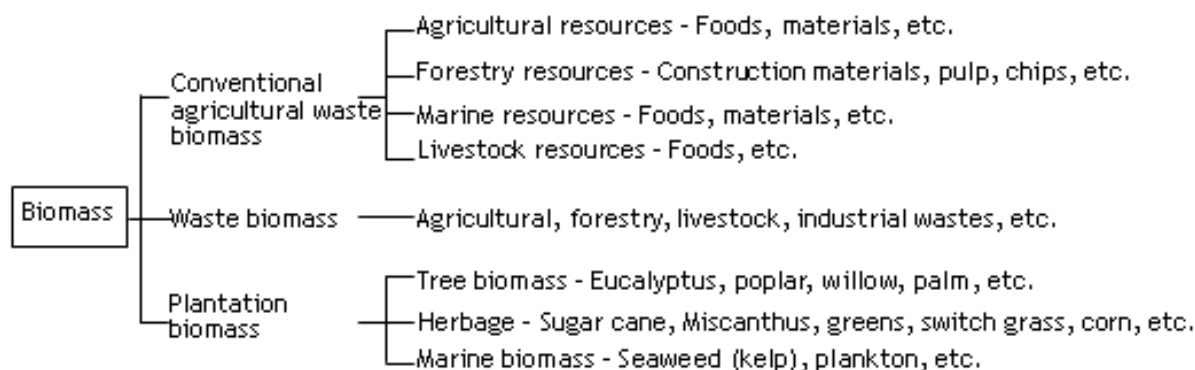 Biomass
Conventional
agricultural waste
biomass
Agricultural resources - Foods, materials, etc.
Forestry resources - Construction materials, pulp, chips, etc.
Marine resources - Foods, materials, etc.
Livestock resources - Foods, etc.
Waste biomass
Agricultural, forestry, livestock, industrial wastes, etc.
Plantation
biomass
Tree biomass - Eucalyptus, poplar, willow, palm, etc.
Herbage - Sugar cane, Miscanthus, greens, switch grass, corn, etc.
Marine biomass - Seaweed (kelp), plankton, etc.